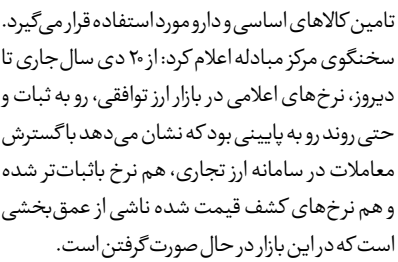 تامین کالاهای اساسی و دارو مورد استفاده قرار می‌گیرد.
سخنگوی مرکز مبادله اعلام کرد: از ۲۰ دی سال جاری تا
دیروز، نرخ‌های اعلامی در بازار ارز توافقی، رو به ثبات و
حتی روند رو به پایینی بود که نشان می‌دهد با گسترش
معاملات در سامانه ارز تجاری، هم نرخ باثبات‌تر شده
و هم نرخ‌های کشف قیمت شده ناشی از عمق‌بخشی
است که در این بازار در حال صورت گرفتن است.